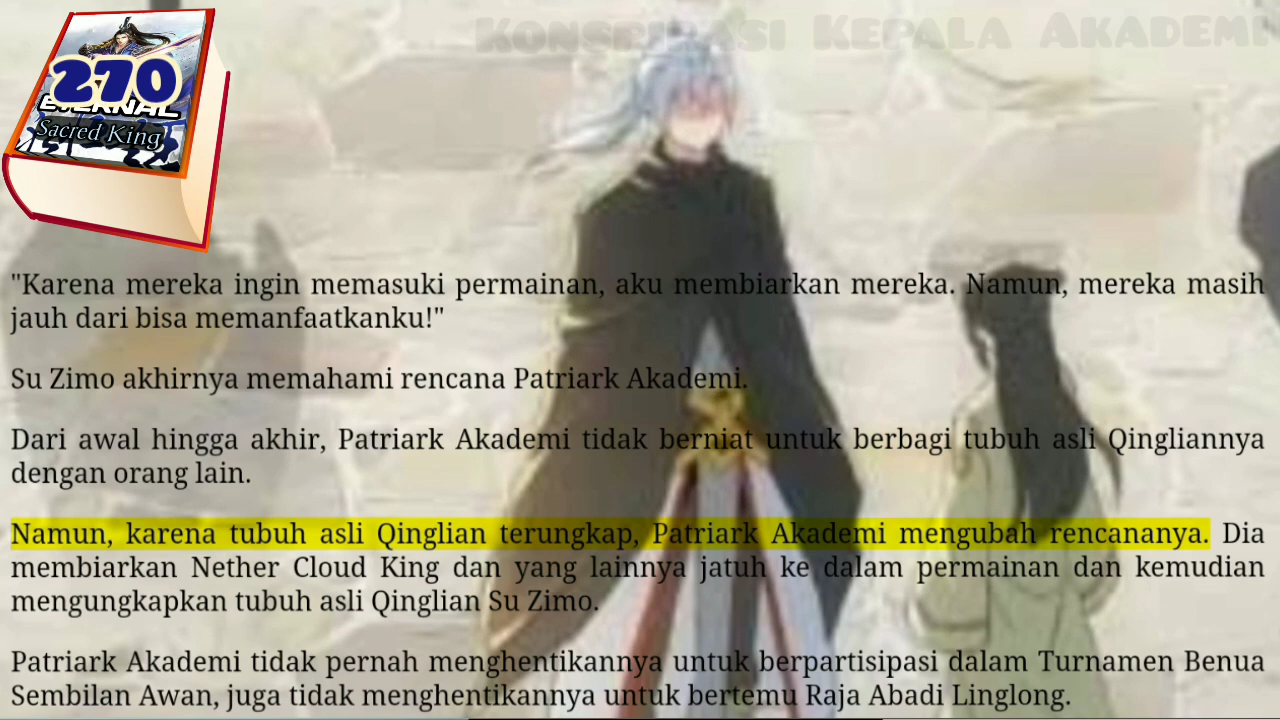 Konspirasi Kepala Akademi
270
ETERNAL
Sacred King
"Karena mereka ingin memasuki permainan, aku membiarkan mereka. Namun, mereka masih
jauh dari bisa memanfaatkanku!"
Su Zimo akhirnya memahami rencana Patriark Akademi.
Dari awal hingga akhir, Patriark Akademi tidak berniat untuk berbagi tubuh asli Qingliannya
dengan orang lain.
Namun, karena tubuh asli Qinglian terungkap, Patriark Akademi mengubah rencananya. Dia
membiarkan Nether Cloud King dan yang lainnya jatuh ke dalam permainan dan kemudian
mengungkapkan tubuh asli Qinglian Su Zimo.
Patriark Akademi tidak pernah menghentikannya untuk berpartisipasi dalam Turnamen Benua
Sembilan Awan, juga tidak menghentikannya untuk bertemu Raja Abadi Linglong.